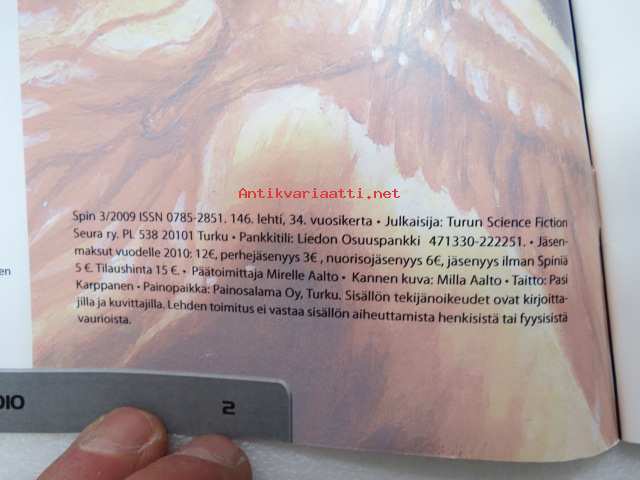 Antikvariaatti.net
Spin 3/2009 ISSN 0785-2851. 146. lehti, 34. vuosikerta • Julkaisija: Turun Science Fiction
Seura ry. PL 538 20101 Turku • Pankkitili: Liedon Osuuspankki 471330-222251. • Jäsen-
maksut vuodelle 2010: 12€, perhejäsenyys 3€ , nuorisojäsenyys 6€, jäsenyys ilman Spiniä
5 €. Tilaushinta 15 €. • Päätoimittaja Mirelle Aalto • Kannen kuva: Milla Aalto • Taitto: Pasi
Karppanen • Painopaikka: Painosalama Oy, Turku. Sisällön tekijänoikeudet ovat kirjoitta-
jilla ja kuvittajilla. Lehden toimitus ei vastaa sisällön aiheuttamista henkisistä tai fyysisistä
vaurioista.
en
2